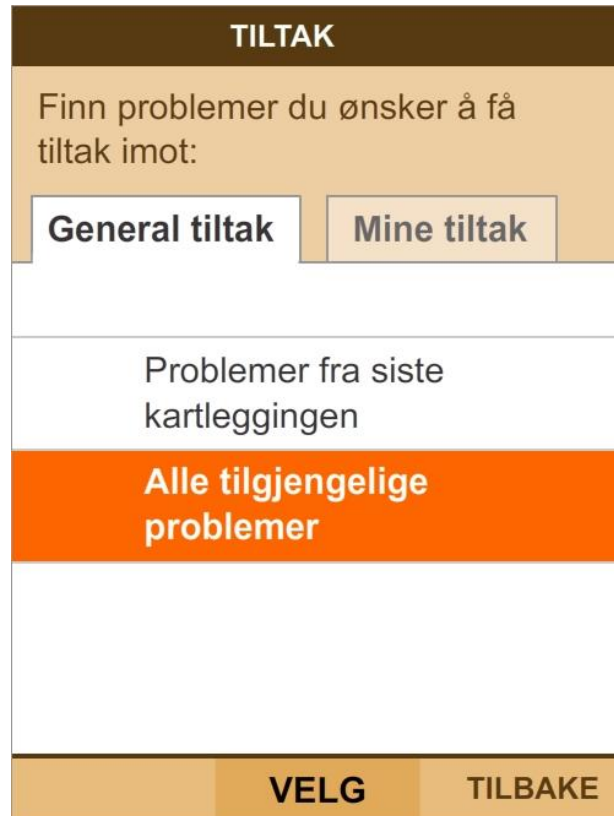 TILTAK
Finn problemer du ønsker å få
tiltak imot:
General tiltak
Mine tiltak
Problemer fra siste
kartleggingen
Alle tilgjengelige
problemer
VELG
TILBAKE